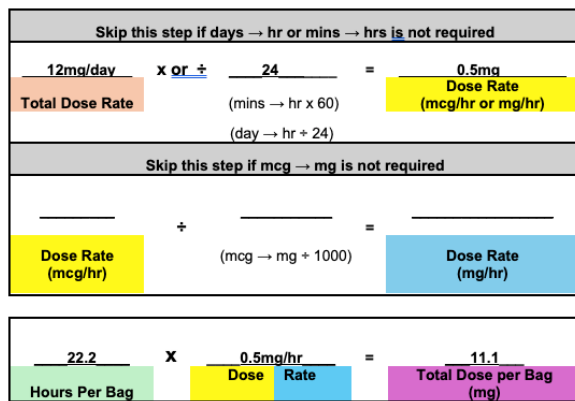 Skip this step if days → hr or mins → hrs is not required
12mg/day x or ÷ 24 = 0.5mg
Total Dose Rate (mins → hr x 60) Dose Rate
(mcg/hr or mg/hr)
(day → hr ÷ 24)
Skip this step if mcg → mg is not required
÷ =
Dose Rate (mcg → mg ÷ 1000) Dose Rate
(mcg/hr) (mg/hr)
22.2 X 0.5mg/hr = 11.1
Hours Per Bag Dose Rate Total Dose per Bag
(mg)